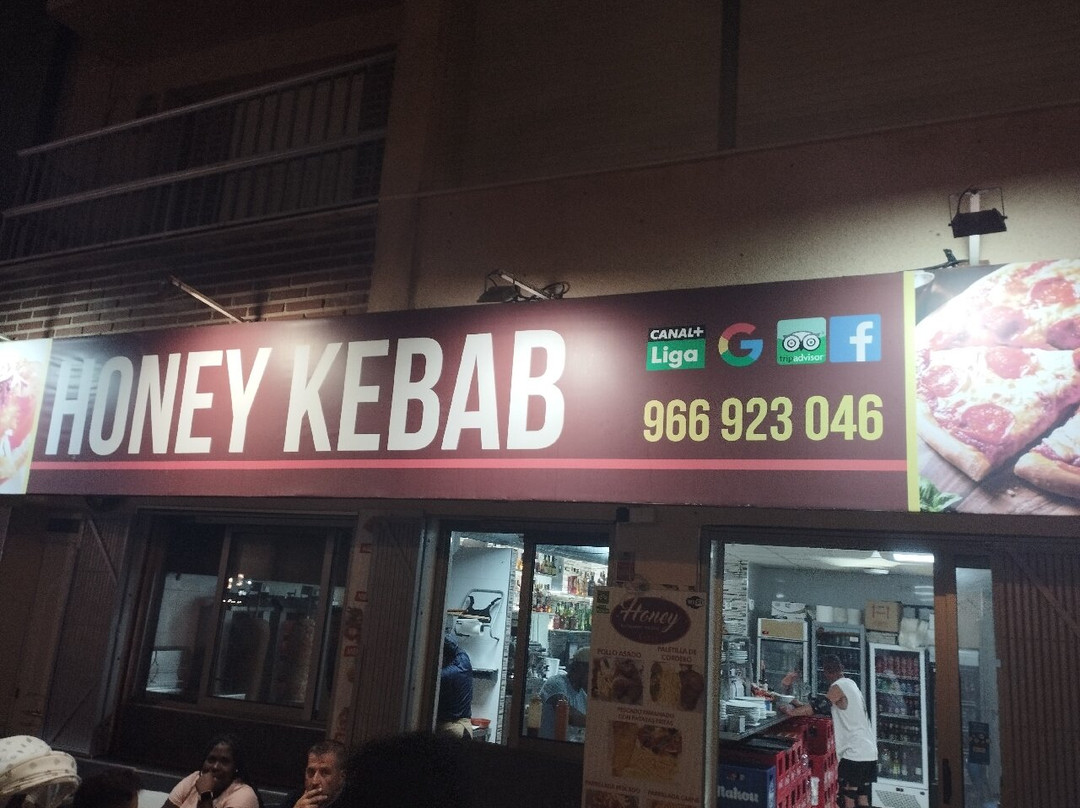 HONEY KEBAB
CANAL+
Liga
G
tripadvisor
f
966 923 046
Honey
POLLO ASADO
PALETILLA DE
CORDERO
Mahou